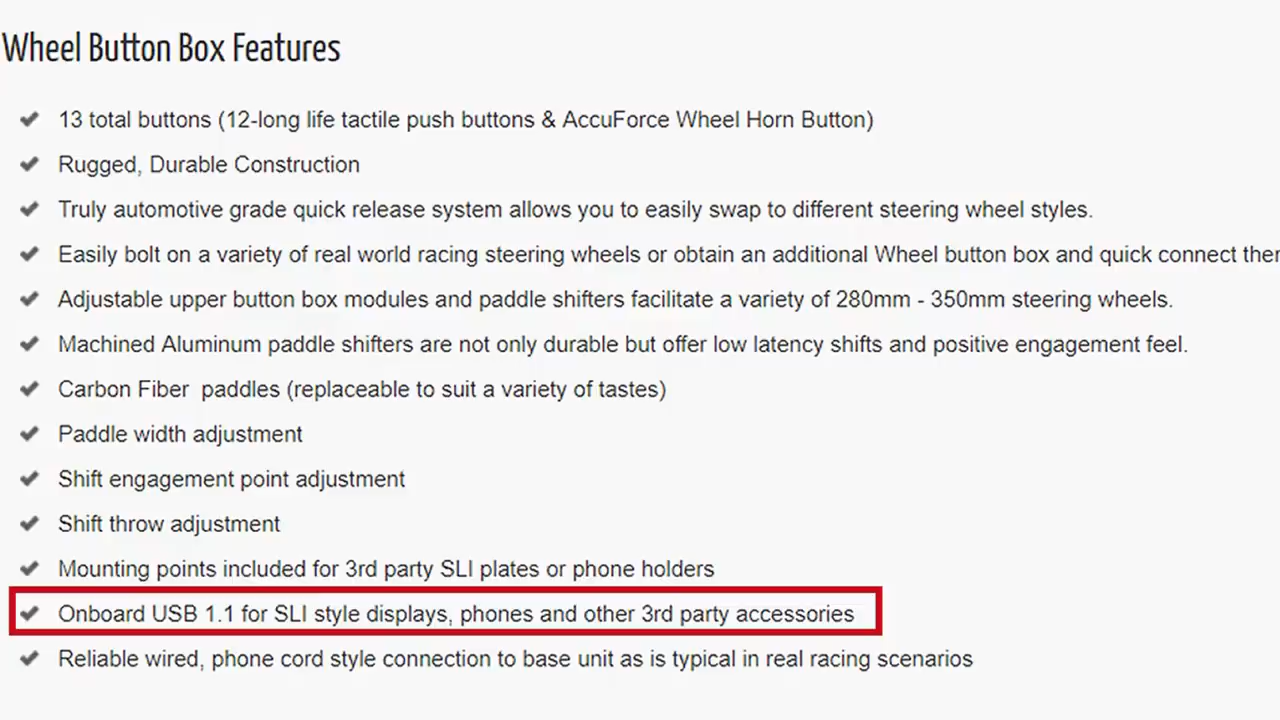 Wheel Button Box Features
13 total buttons (12-long life tactile push buttons & AccuForce Wheel Horn Button)
Rugged, Durable Construction
Truly automotive grade quick release system allows you to easily swap to different steering wheel styles.
Easily bolt on a variety of real world racing steering wheels or obtain an additional Wheel button box and quick connect
Adjustable upper button box modules and paddle shifters facilitate a variety of 280mm - 350mm steering wheels.
Machined Aluminum paddle shifters are not only durable but offer low latency shifts and positive engagement feel.
Carbon Fiber  paddles (replaceable to suit a variety of tastes)
Paddle width adjustment
Shift engagement point adjustment
Shift throw adjustment
Mounting points included for 3rd party SLI plates or phone holders
Onboard USB 1.1 for SLI style displays, phones and other 3rd party accessories
Reliable wired, phone cord style connection to base unit as is typical in real racing scenarios